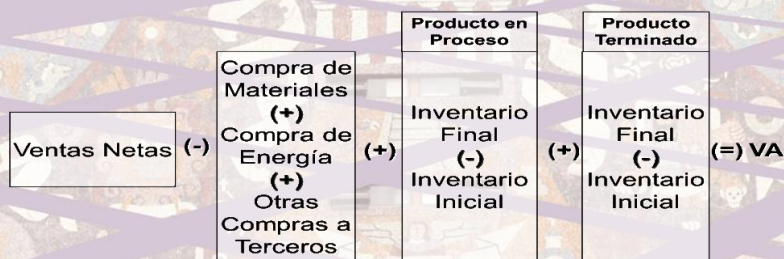 Ventas Netas
(-)
Compra de
Materiales
(+)
Compra de
Energía
(+)
Otras
Compras a
Terceros
(+)
Producto en
Proceso
Inventario
Final
(-)
Inventario
Inicial
(+)
Producto
Terminado
Inventario
Final
(-)
Inventario
Inicial
(=) VA